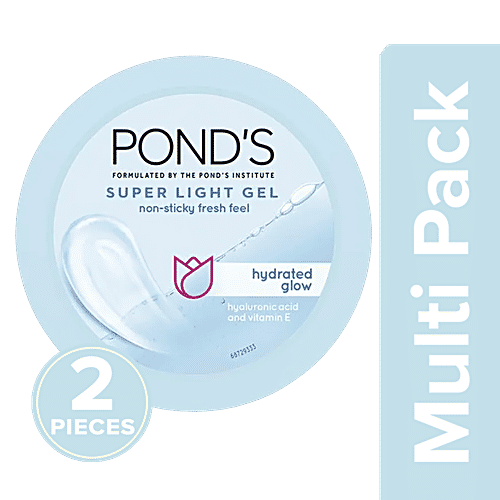 POND'S
FORMULATED BY THE POND'S INSTITUTE
SUPER LIGHT GEL
non-sticky fresh feel
hydrated
glow
hyaluronic acid
and vitamin E
68729333
2
PIECES
Multi Pack